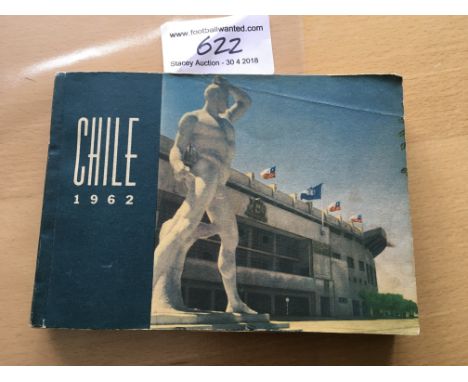 www.footballwanted.com
622
Stacey Auction - 30 4 2018
CHILE
1962